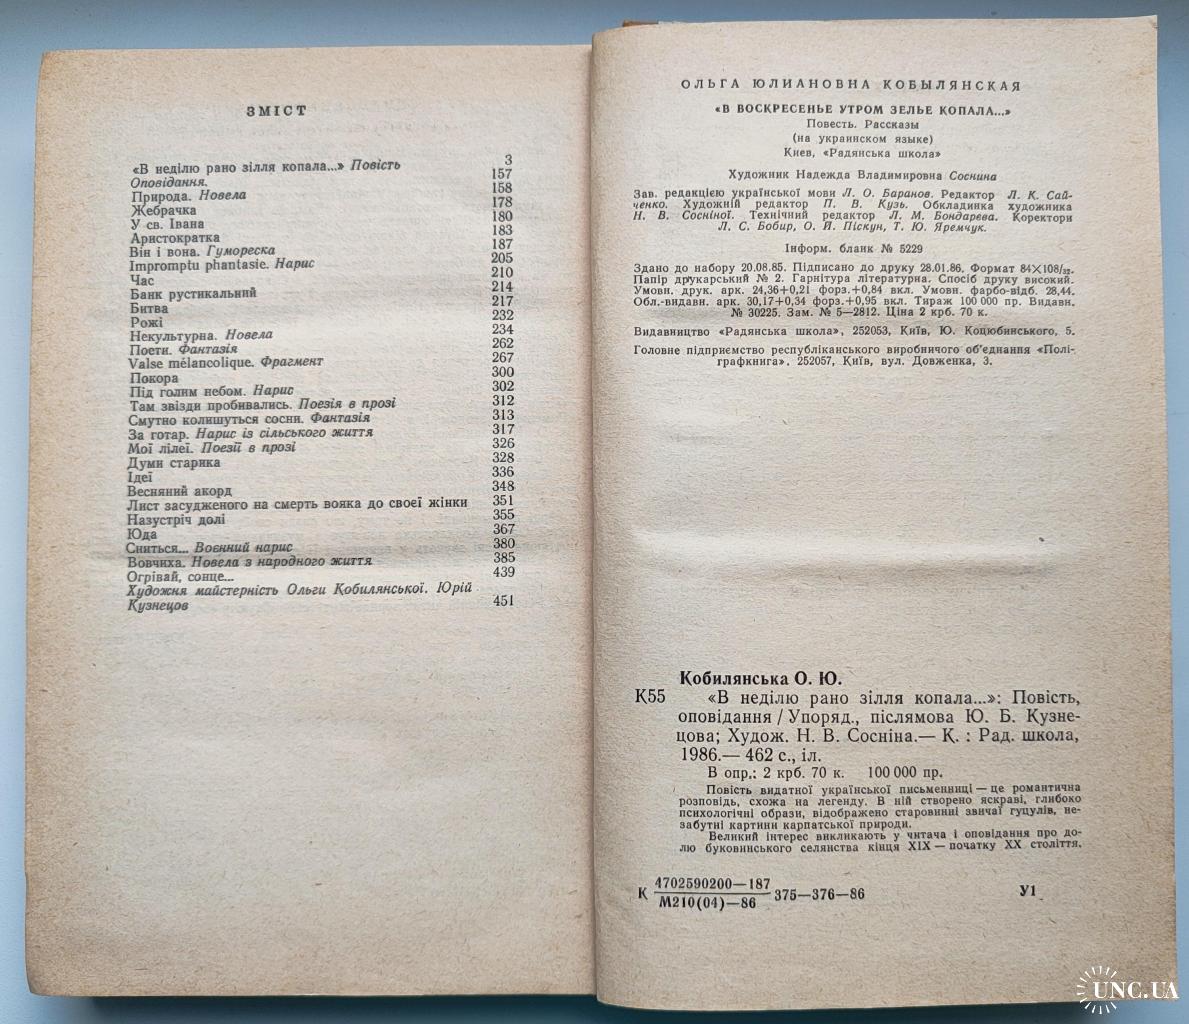 ЗМІСТ
«В неділю рано зілля копала...» Повість 3
Оповідання. 157
Природа. Новела 158
Жебрачка 178
У св. Івана 180
Аристократка 183
Він і вона. Гумореска 187
Impromptu phantasie. Нарис 205
Час 210
Банк рустикальний 214
Битва 217
Рожі 232
Некультурна. Новела 234
Поети. Фантазія 262
Valse mélancolique. Фрагмент 267
Покора 300
Під голим небом. Нарис 302
Там звізди пробивались. Поезія в прозі 312
Смутно колишуться сосни. Фантазія 313
За готар. Нарис із сільського життя 317
Мої лілеї. Поезії в прозі 326
Думи старика 328
Ідеї 336
Весняний акорд 348
Лист засудженого на смерть вояка до своєї жінки 351
Назустріч долі 355
Юда 367
Сниться... Воєнний нарис 380
Вовчиха. Новела з народного життя 385
Огрівай, сонце... 439
Художня майстерність Ольги Кобилянської. Юрій
Кузнецов 451
ОЛЬГА ЮЛИАНОВНА КОБЫЛЯНСКАЯ
«В ВОСКРЕСЕНЬЕ УТРОМ ЗЕЛЬЕ КОПАЛА...»
Повесть. Рассказы
(на украинском языке)
Киев, «Радянська школа»
Художник Надежда Владимировна Соснина
Зав. редакцією української мови Л. О. Баранов. Редактор Л. К. Сай-
ченко. Художній редактор П. В. Кузь. Обкладинка художника
Н. В. Сосніної. Технічний редактор Л. М. Бондарєва. Коректори
Л. С. Бобир, О. Й Піскун, Т. Ю. Яремчук.
Інформ. бланк № 5229
Здано до набору 20.08.85. Підписано до друку 28.01.86. Формат 84×108/32.
Папір друкарський № 2. Гарнітура літературна. Спосіб друку високий.
Умовн. друк. арк. 24,36+0,21 форз.+0,84 вкл. Умовн. фарбо-відб. 28,44.
Обл.-видавн. арк. 30,17+0,34 форз.+0,95 вкл. Тираж 100 000 пр. Видавн.
№ 30225. Зам. № 5—2812. Ціна 2 крб. 70 к.
Видавництво «Радянська школа», 252053, Київ, Ю. Коцюбинського, 5.
Головне підприємство республіканського виробничого об'єднання «Полі-
графкнига». 252057, Київ, вул. Довженка, 3.
Кобилянська О. Ю.
К55 «В неділю рано зілля копала...»: Повість,
оповідання / Упоряд., післямова Ю. Б. Кузне-
цова; Худож. Н. В. Сосніна.— К. : Рад. школа,
1986.— 462 с., іл.
В опр.: 2 крб. 70 к. 100 000 пр.
Повість видатної української письменниці — це романтична
розповідь, схожа на легенду. В ній створено яскраві, глибоко
психологічні образи, відображено старовинні звичаї гуцулів, не-
забутні картини карпатської природи.
Великий інтерес викликають у читача і оповідання про до-
лю буковинського селянства кінця XIX — початку XX століття.
К 4702590200—187 / М210(04)—86 375—376—86 У1
UNC.UA